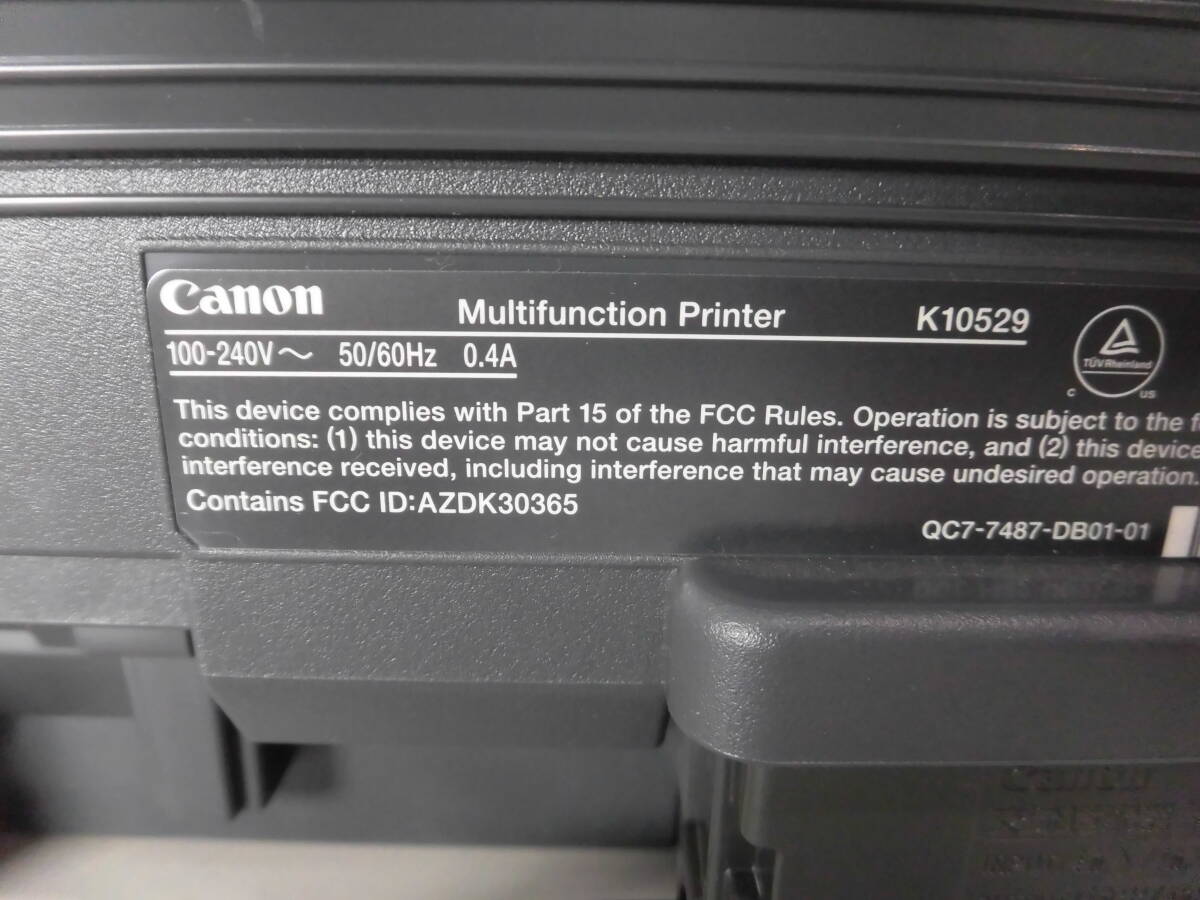 Canon Multifunction Printer K10529
100-240V～ 50/60Hz 0.4A
TÜVRheinland
C US
This device complies with Part 15 of the FCC Rules. Operation is subject to the
conditions: (1) this device may not cause harmful interference, and (2) this device
interference received, including interference that may cause undesired operation.
Contains FCC ID:AZDK30365
QC7-7487-DB01-01
Canon